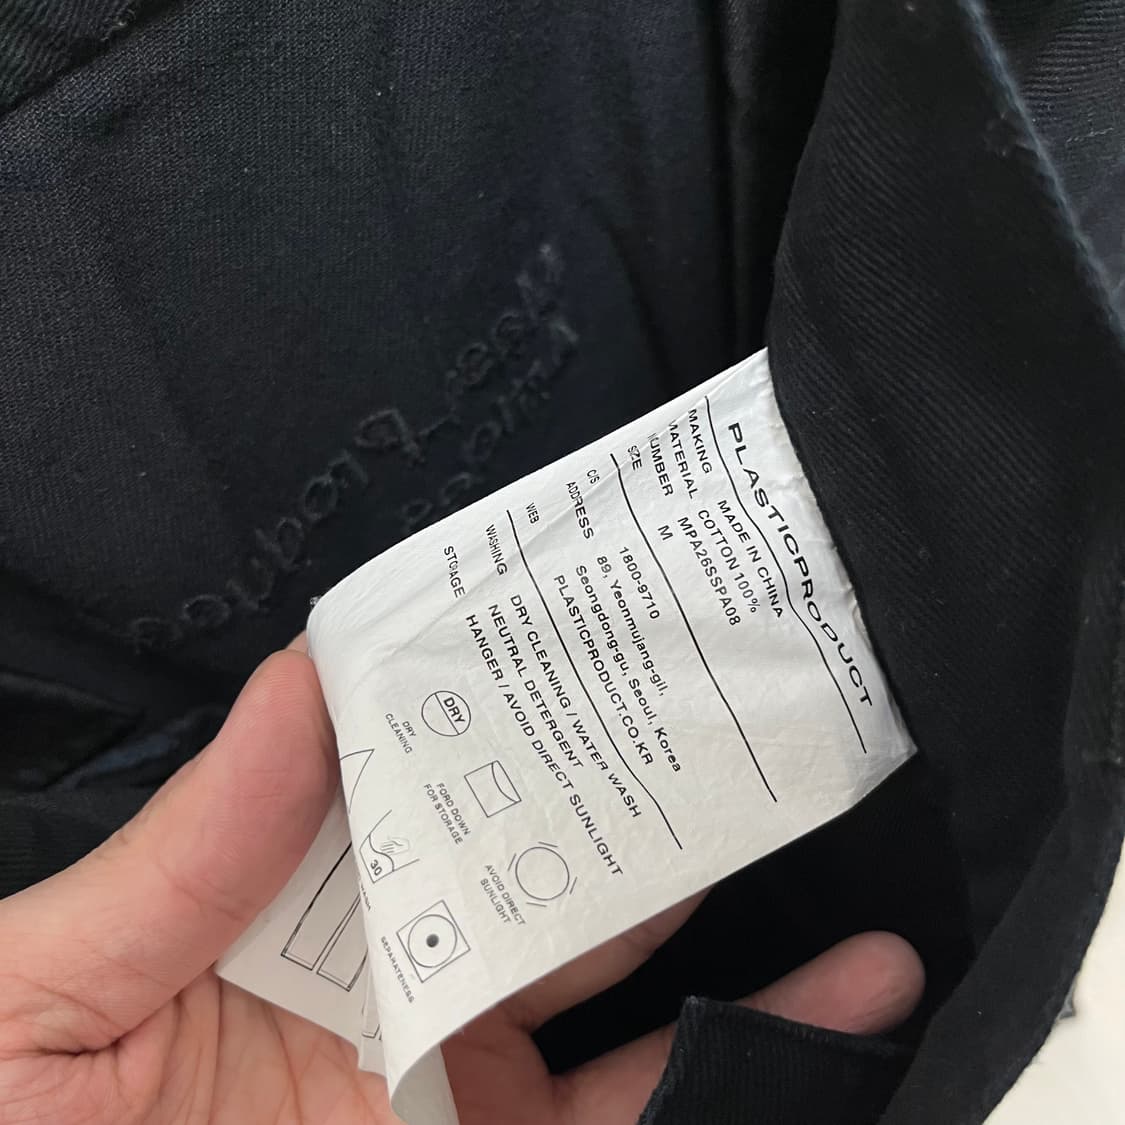 PLASTICPRODUCT
MAKING MADE IN CHINA
MATERIAL COTTON 100%
NUMBER MPA26SSPA08
SIZE M
C/S 1800-9710
ADDRESS 89, Yeonmujang-gil,
Seongdong-gu, Seoul, Korea
WEB PLASTICPRODUCT.CO.KR
WASHING DRY CLEANING / WATER WASH
NEUTRAL DETERGENT
STORAGE HANGER / AVOID DIRECT SUNLIGHT
DRY
DRY
CLEANING
FORD DOWN
FOR STORAGE
AVOID DIRECT
SUNLIGHT
30
WASH
SEPARATENESS